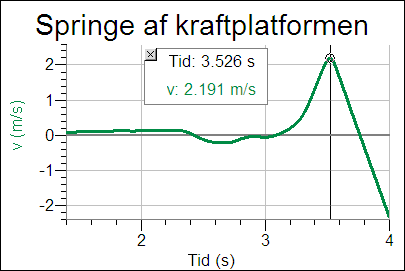 Springe af kraftplatformen
Tid: 3.526 s
v: 2.191 m/s
v (m/s)
2
1
0
-1
-2
2
3
4
Tid (s)